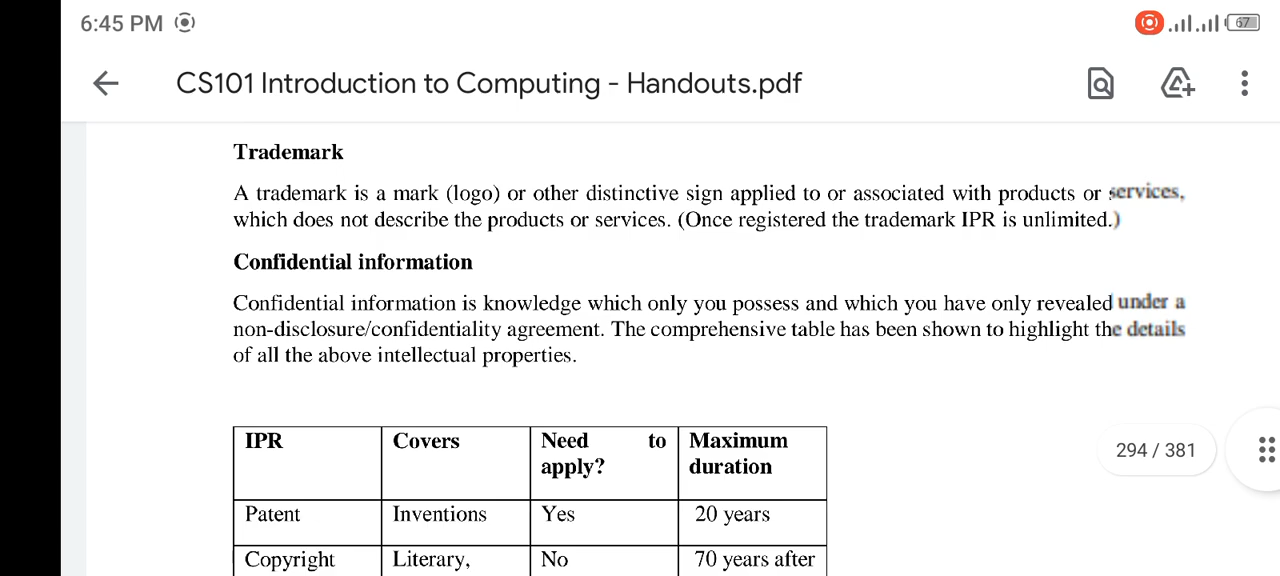 6:45 PM
67
CS101 Introduction to Computing - Handouts.pdf
Trademark
A trademark is a mark (logo) or other distinctive sign applied to or associated with products or services,
which does not describe the products or services. (Once registered the trademark IPR is unlimited.)
Confidential information
Confidential information is knowledge which only you possess and which you have only revealed under a
non-disclosure/confidentiality agreement. The comprehensive table has been shown to highlight the details
of all the above intellectual properties.
IPR Covers Need to Maximum
apply? duration
294 / 381
Patent Inventions Yes 20 years
Copyright Literary, No 70 years after